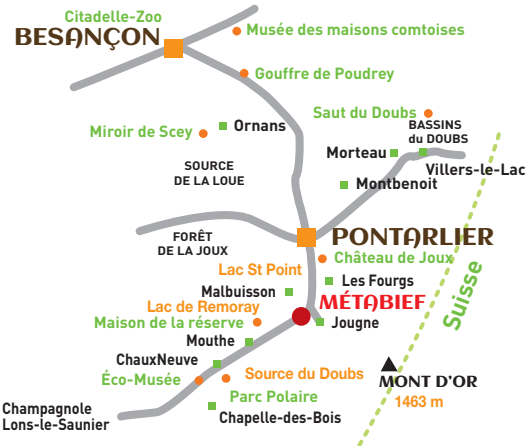 Citadelle-Zoo
BESANÇON
Musée des maisons comtoises
Gouffre de Poudrey
Saut du Doubs
Miroir de Scey
Ornans
BASSINS
du DOUBS
Morteau
Villers-le-Lac
SOURCE
DE LA LOUE
Montbenoit
PONTARLIER
FORÊT
DE LA JOUX
Château de Joux
Lac St Point
Les Fourgs
Malbuisson
MÉTABIEF
Suisse
Lac de Remoray
Maison de la réserve
Jougne
Mouthe
ChauxNeuve
Éco-Musée
Source du Doubs
MONT D'OR
1463 m
Parc Polaire
Champagnole
Lons-le-Saunier
Chapelle-des-Bois